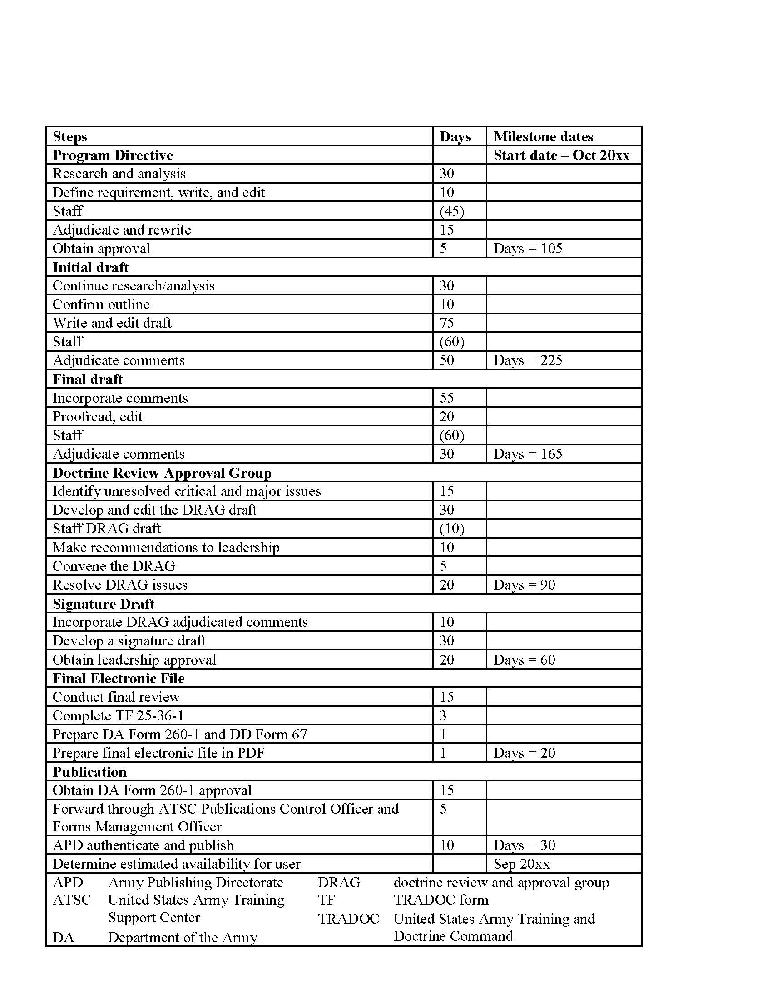 Steps Days Milestone dates
Program Directive Start date – Oct 20xx
Research and analysis 30
Define requirement, write, and edit 10
Staff (45)
Adjudicate and rewrite 15
Obtain approval 5 Days = 105
Initial draft
Continue research/analysis 30
Confirm outline 10
Write and edit draft 75
Staff (60)
Adjudicate comments 50 Days = 225
Final draft
Incorporate comments 55
Proofread, edit 20
Staff (60)
Adjudicate comments 30 Days = 165
Doctrine Review Approval Group
Identify unresolved critical and major issues 15
Develop and edit the DRAG draft 30
Staff DRAG draft (10)
Make recommendations to leadership 10
Convene the DRAG 5
Resolve DRAG issues 20 Days = 90
Signature Draft
Incorporate DRAG adjudicated comments 10
Develop a signature draft 30
Obtain leadership approval 20 Days = 60
Final Electronic File
Conduct final review 15
Complete TF 25-36-1 3
Prepare DA Form 260-1 and DD Form 67 1
Prepare final electronic file in PDF 1 Days = 20
Publication
Obtain DA Form 260-1 approval 15
Forward through ATSC Publications Control Officer and 5
Forms Management Officer
APD authenticate and publish 10 Days = 30
Determine estimated availability for user Sep 20xx
APD Army Publishing Directorate DRAG doctrine review and approval group
ATSC United States Army Training TF TRADOC form
Support Center TRADOC United States Army Training and
DA Department of the Army Doctrine Command